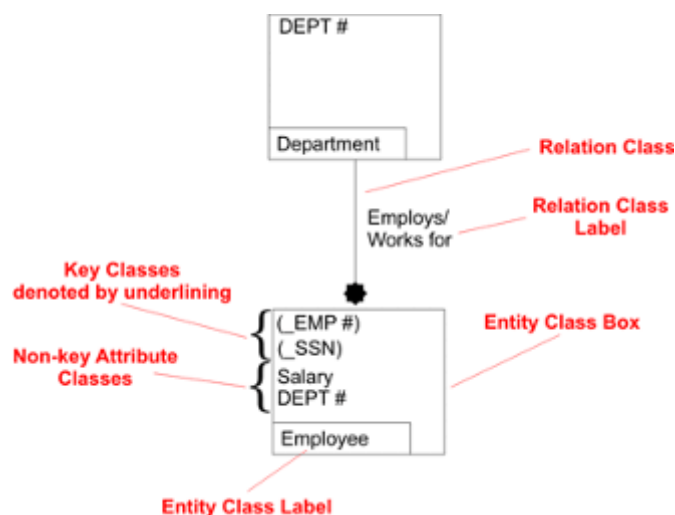 DEPT #
Department
Relation Class
Employs/
Works for
Relation Class
Label
Key Classes
denoted by underlining
(_EMP #)
(_SSN)
Entity Class Box
Non-key Attribute
Classes
Salary
DEPT #
Employee
Entity Class Label